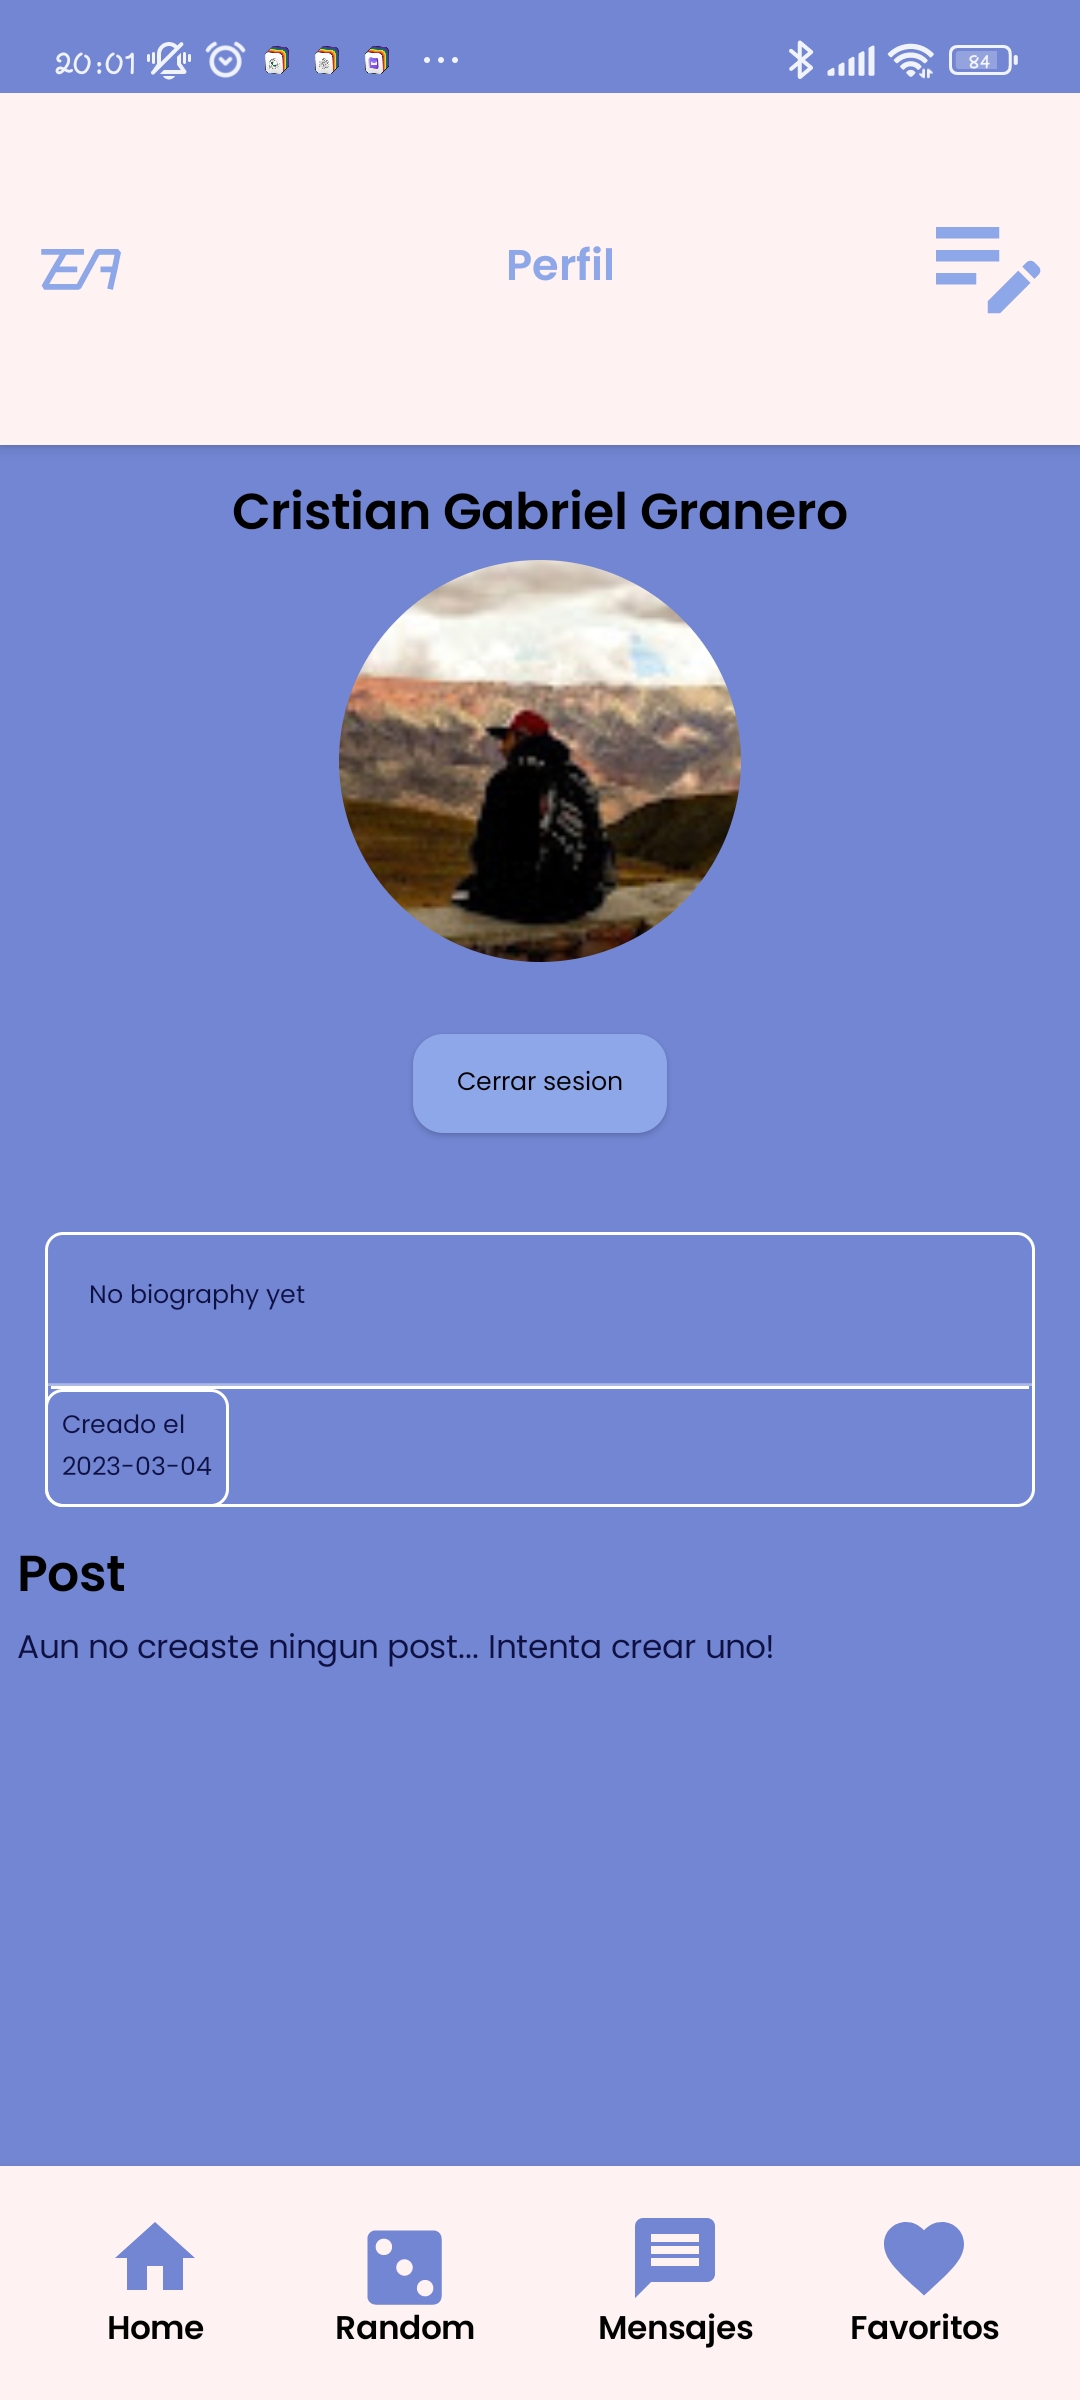 20:01
84
EA
Perfil
Cristian Gabriel Granero
Cerrar sesion
No biography yet
Creado el
2023-03-04
Post
Aun no creaste ningun post... Intenta crear uno!
Home
Random
Mensajes
Favoritos